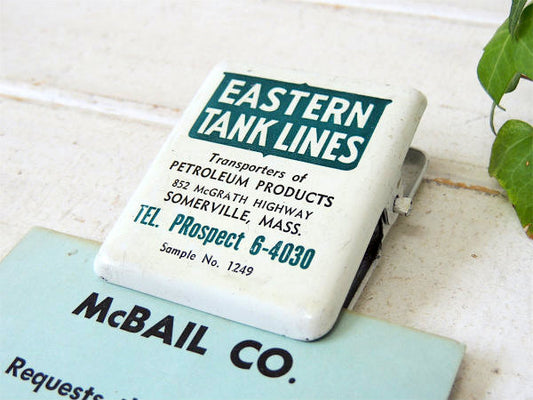 EASTERN
TANK LINES
Transporters of
PETROLEUM PRODUCTS
852 McGRATH HIGHWAY
SOMERVILLE, MASS.
TEL. PRospect 6-4030
Sample No. 1249
McBAIL CO.
Requests